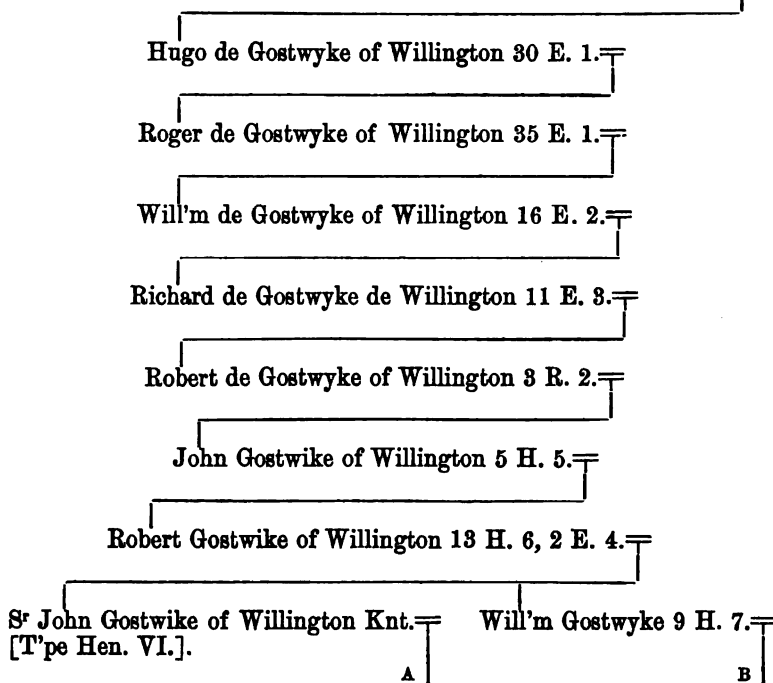 Hugo de Gostwyke of Willington 30 E. 1.
Roger de Gostwyke of Willington 35 E. 1.
Will'm de Gostwyke of Willington 16 E. 2.
Richard de Gostwyke de Willington 11 E. 3.
Robert de Gostwyke of Willington 3 R. 2.
John Gostwike of Willington 5 H. 5.
Robert Gostwike of Willington 13 H. 6, 2 E. 4.
Sr John Gostwike of Willington Knt. Will'm Gostwyke 9 H. 7.
[T'pe Hen. VI.].
A B